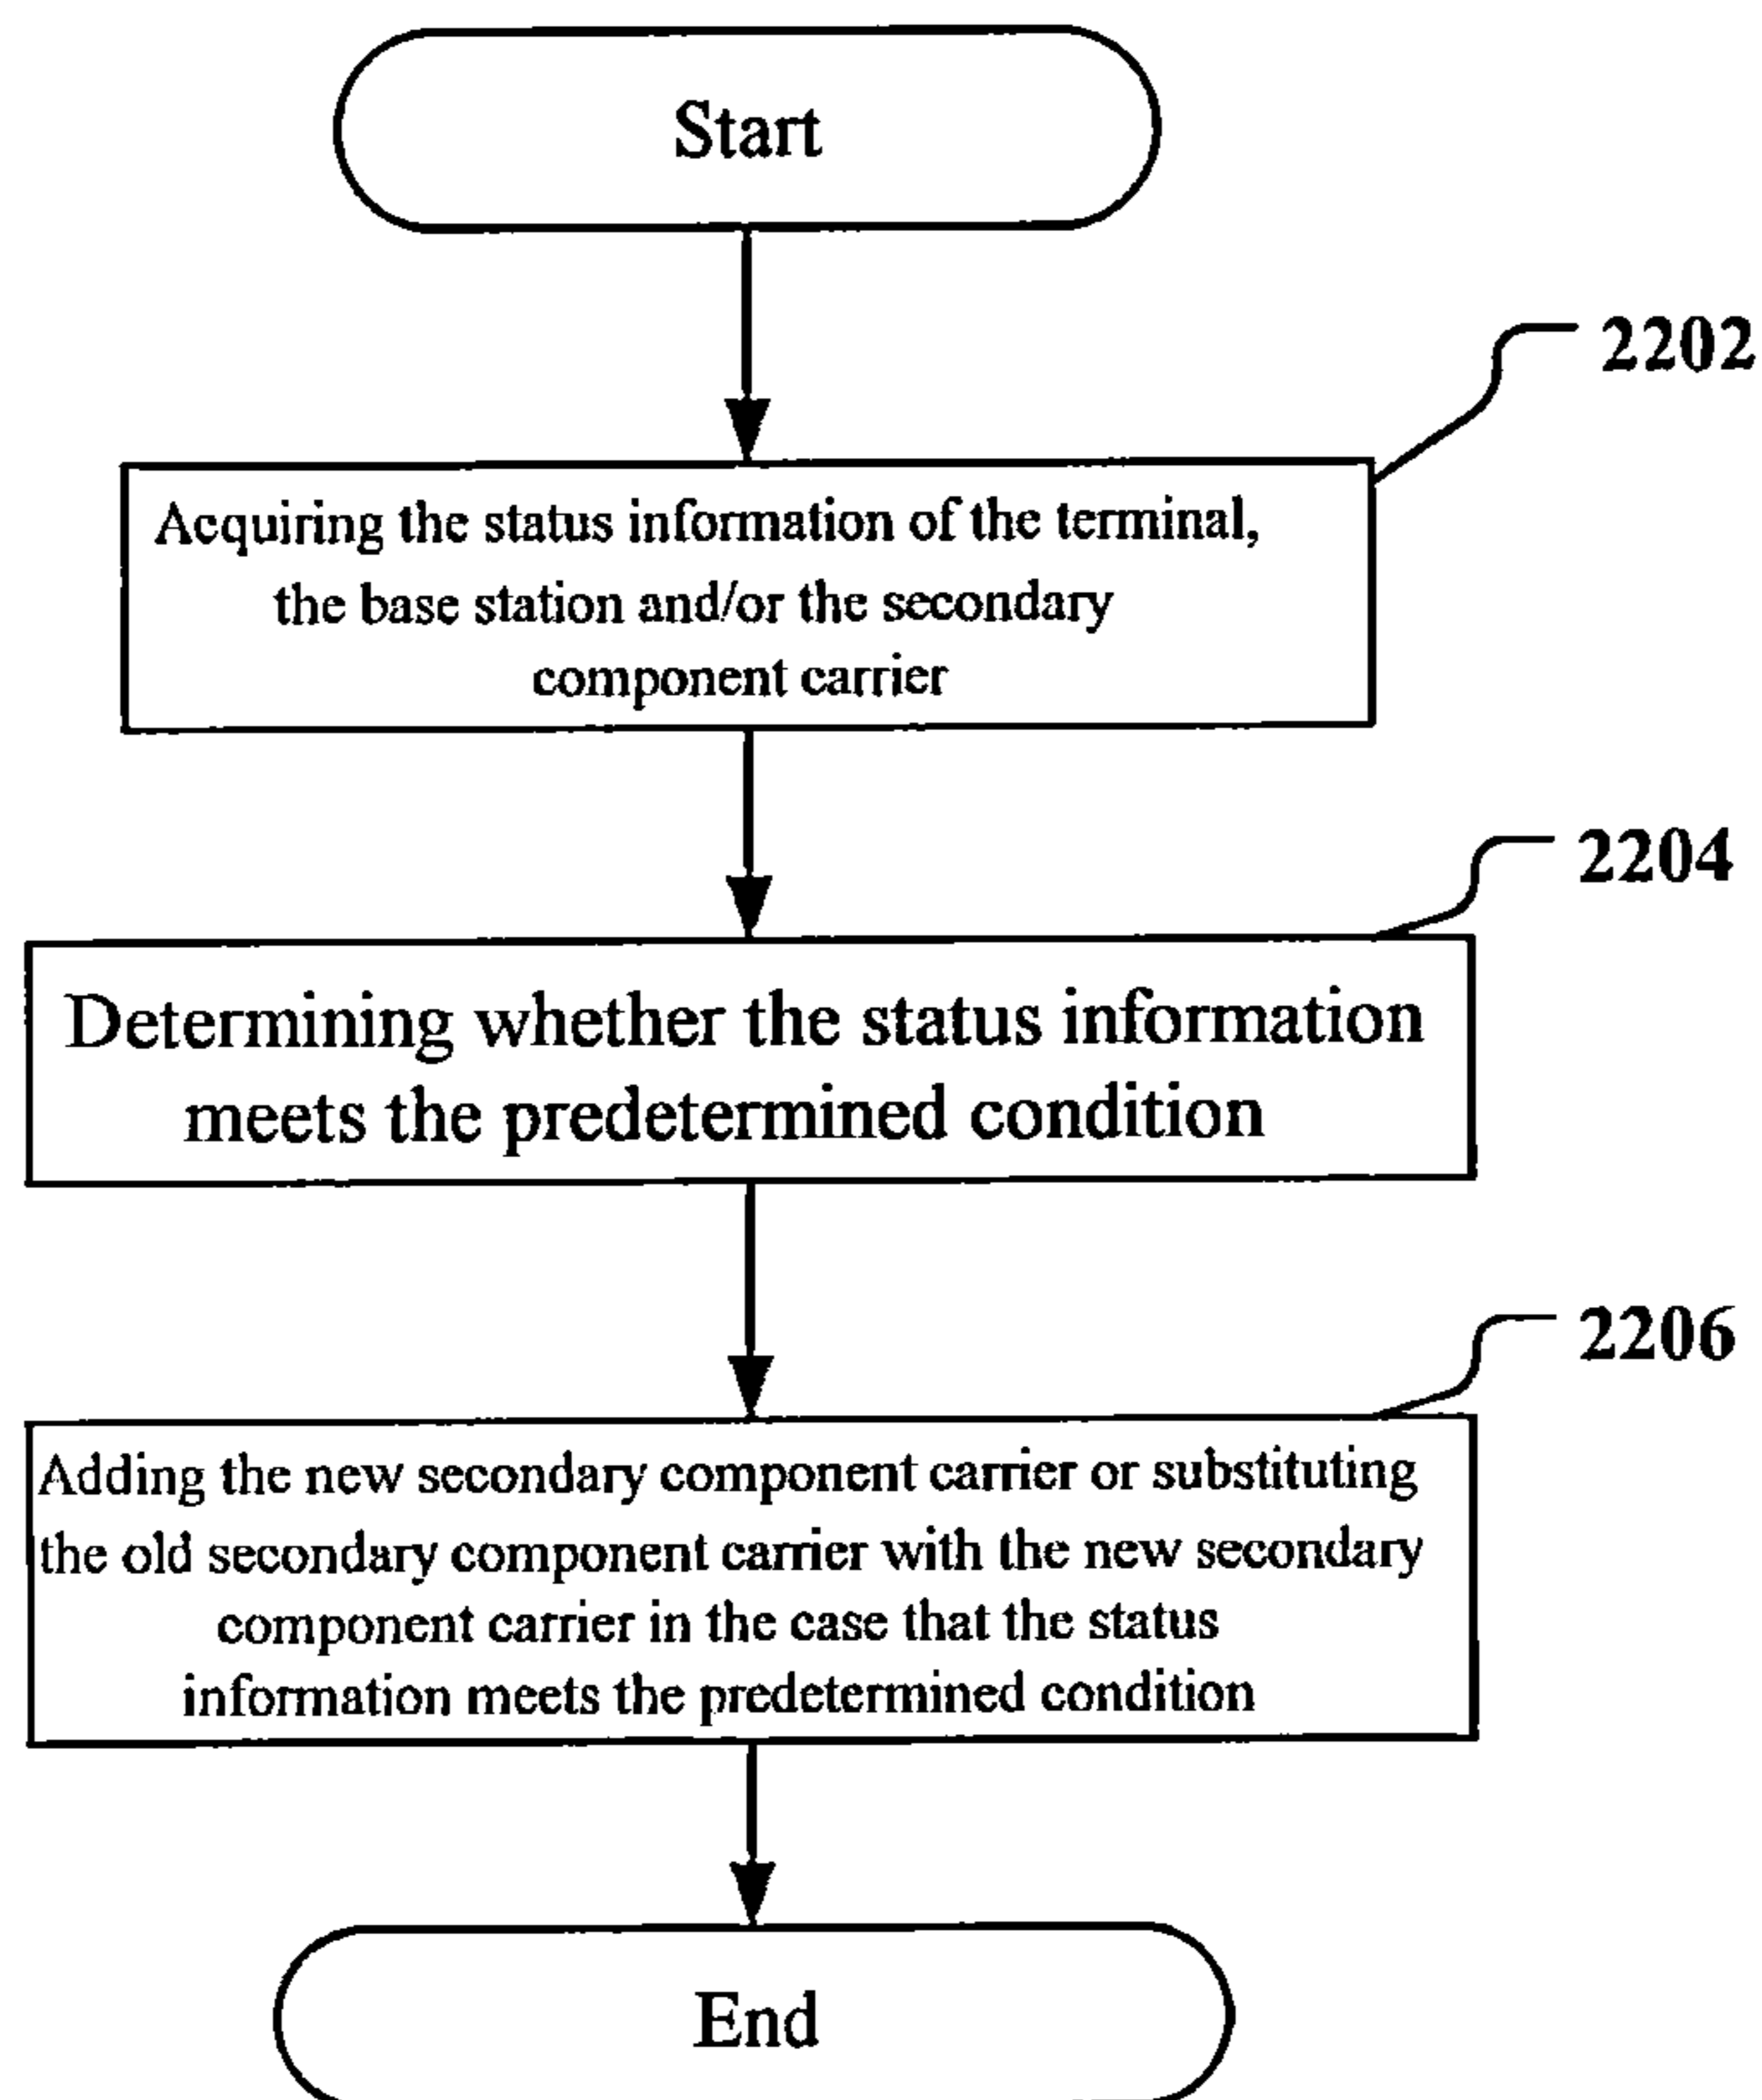 Start
2202
Acquiring the status information of the terminal,
the base station and/or the secondary
component carrier
2204
Determining whether the status information
meets the predetermined condition
2206
Adding the new secondary component carrier or substituting
the old secondary component carrier with the new secondary
component carrier in the case that the status
information meets the predetermined condition
End